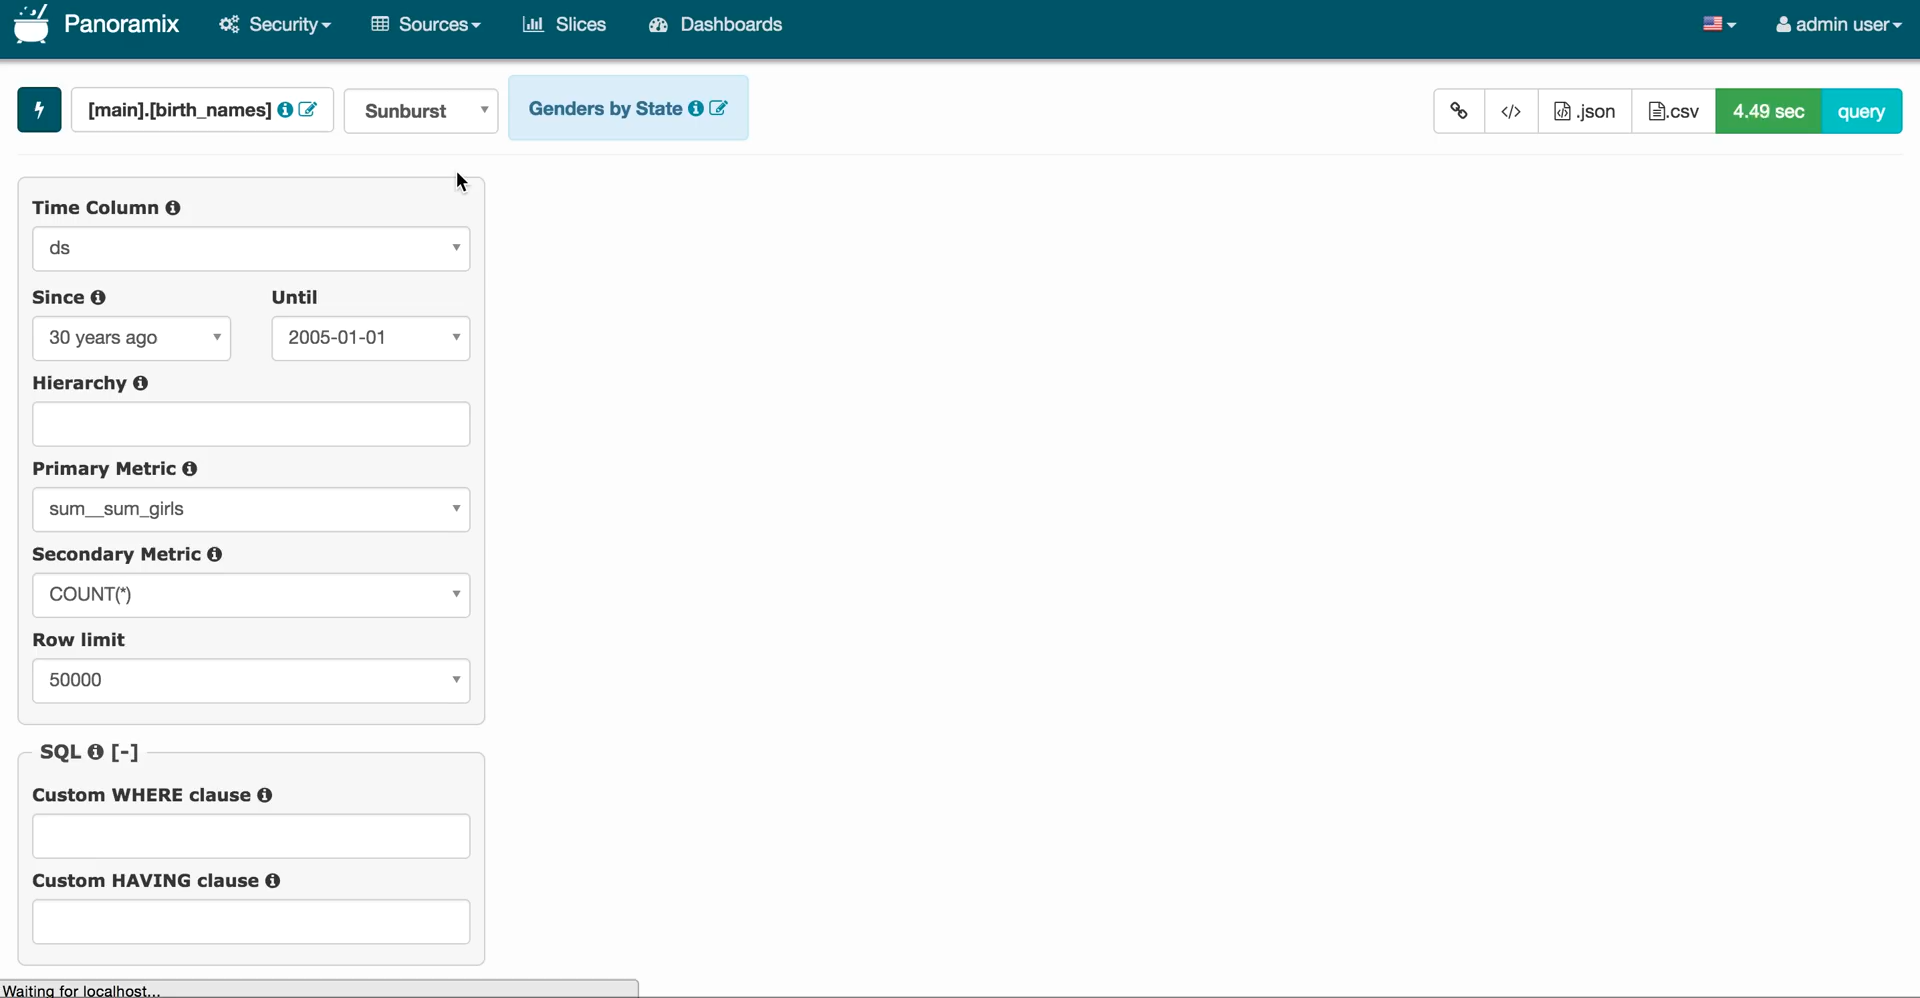 Panoramix Security Sources Slices Dashboards admin user
[main].[birth_names] Sunburst Genders by State </> .json .csv 4.49 sec query
Time Column
ds
Since Until
30 years ago 2005-01-01
Hierarchy
Primary Metric
sum__sum_girls
Secondary Metric
COUNT(*)
Row limit
50000
SQL [-]
Custom WHERE clause
Custom HAVING clause
Waiting for localhost...